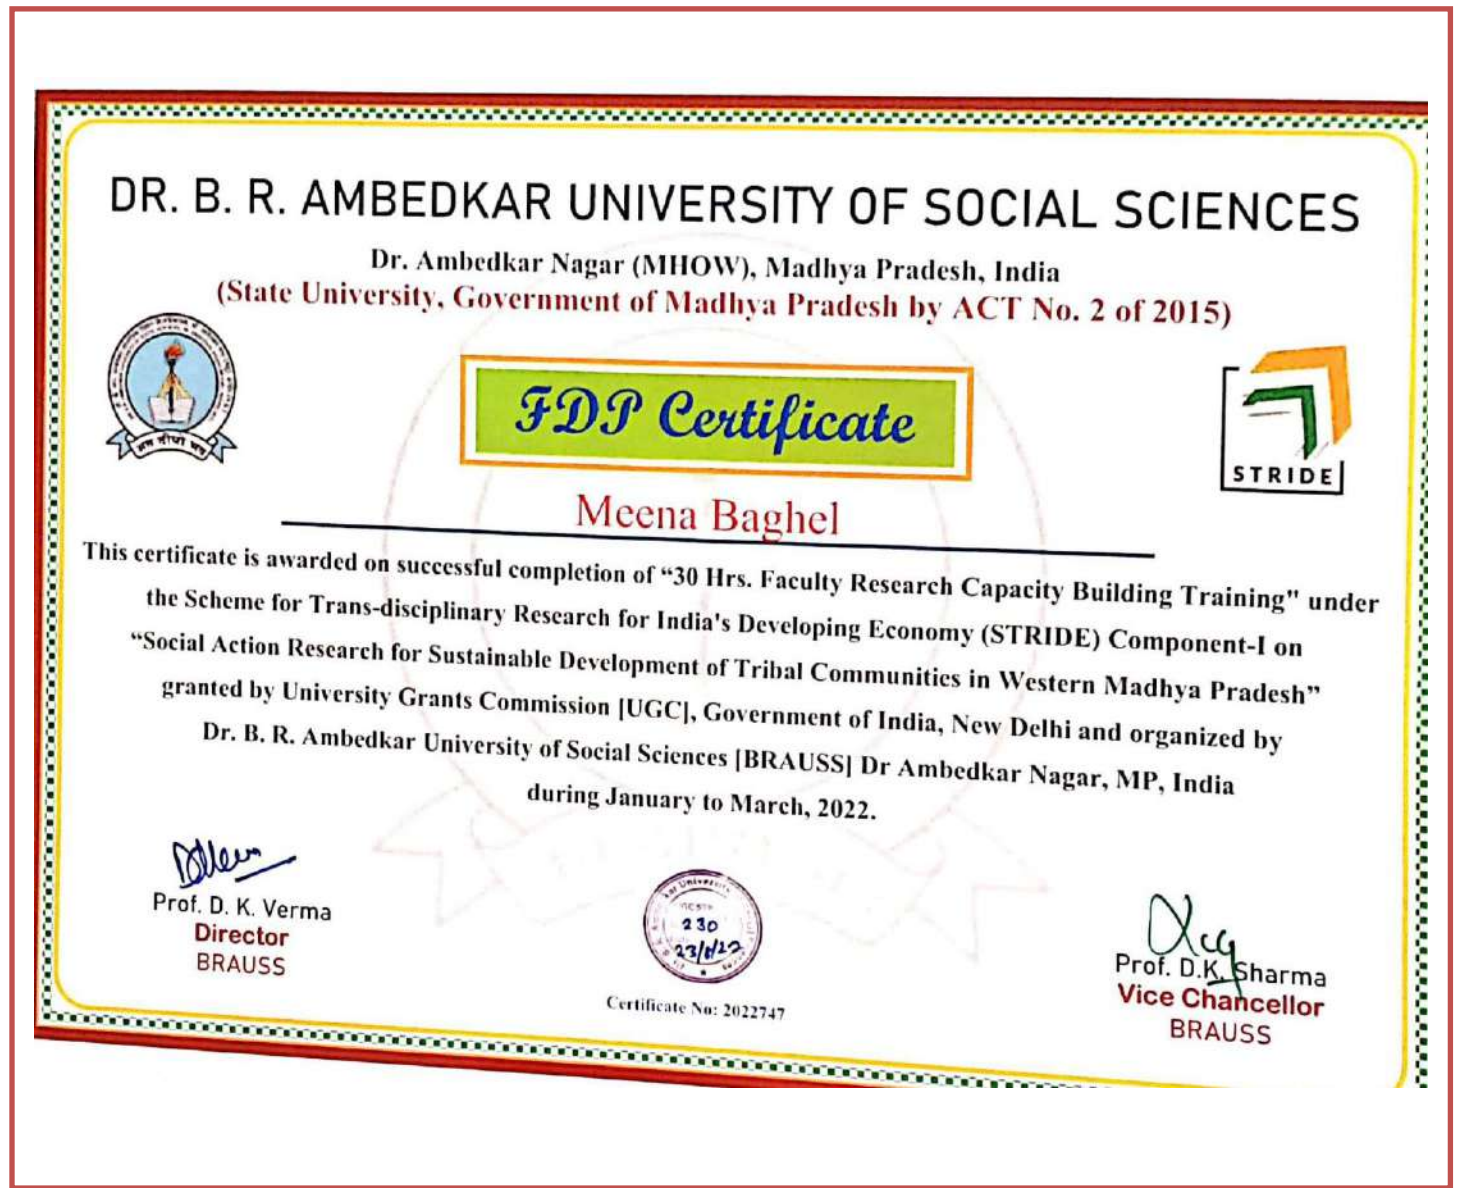 DR. B. R. AMBEDKAR UNIVERSITY OF SOCIAL SCIENCES
Dr. Ambedkar Nagar (MHOW), Madhya Pradesh, India
(State University, Government of Madhya Pradesh by ACT No. 2 of 2015)
FDP Certificate
STRIDE
Meena Baghel
This certificate is awarded on successful completion of “30 Hrs. Faculty Research Capacity Building Training" under
the Scheme for Trans-disciplinary Research for India's Developing Economy (STRIDE) Component-I on
“Social Action Research for Sustainable Development of Tribal Communities in Western Madhya Pradesh”
granted by University Grants Commission [UGC], Government of India, New Delhi and organized by
Dr. B. R. Ambedkar University of Social Sciences [BRAUSS] Dr Ambedkar Nagar, MP, India
during January to March, 2022.
Prof. D. K. Verma
Director
BRAUSS
University
230
Certificate No: 2022747
Prof. D.K. Sharma
Vice Chancellor
BRAUSS